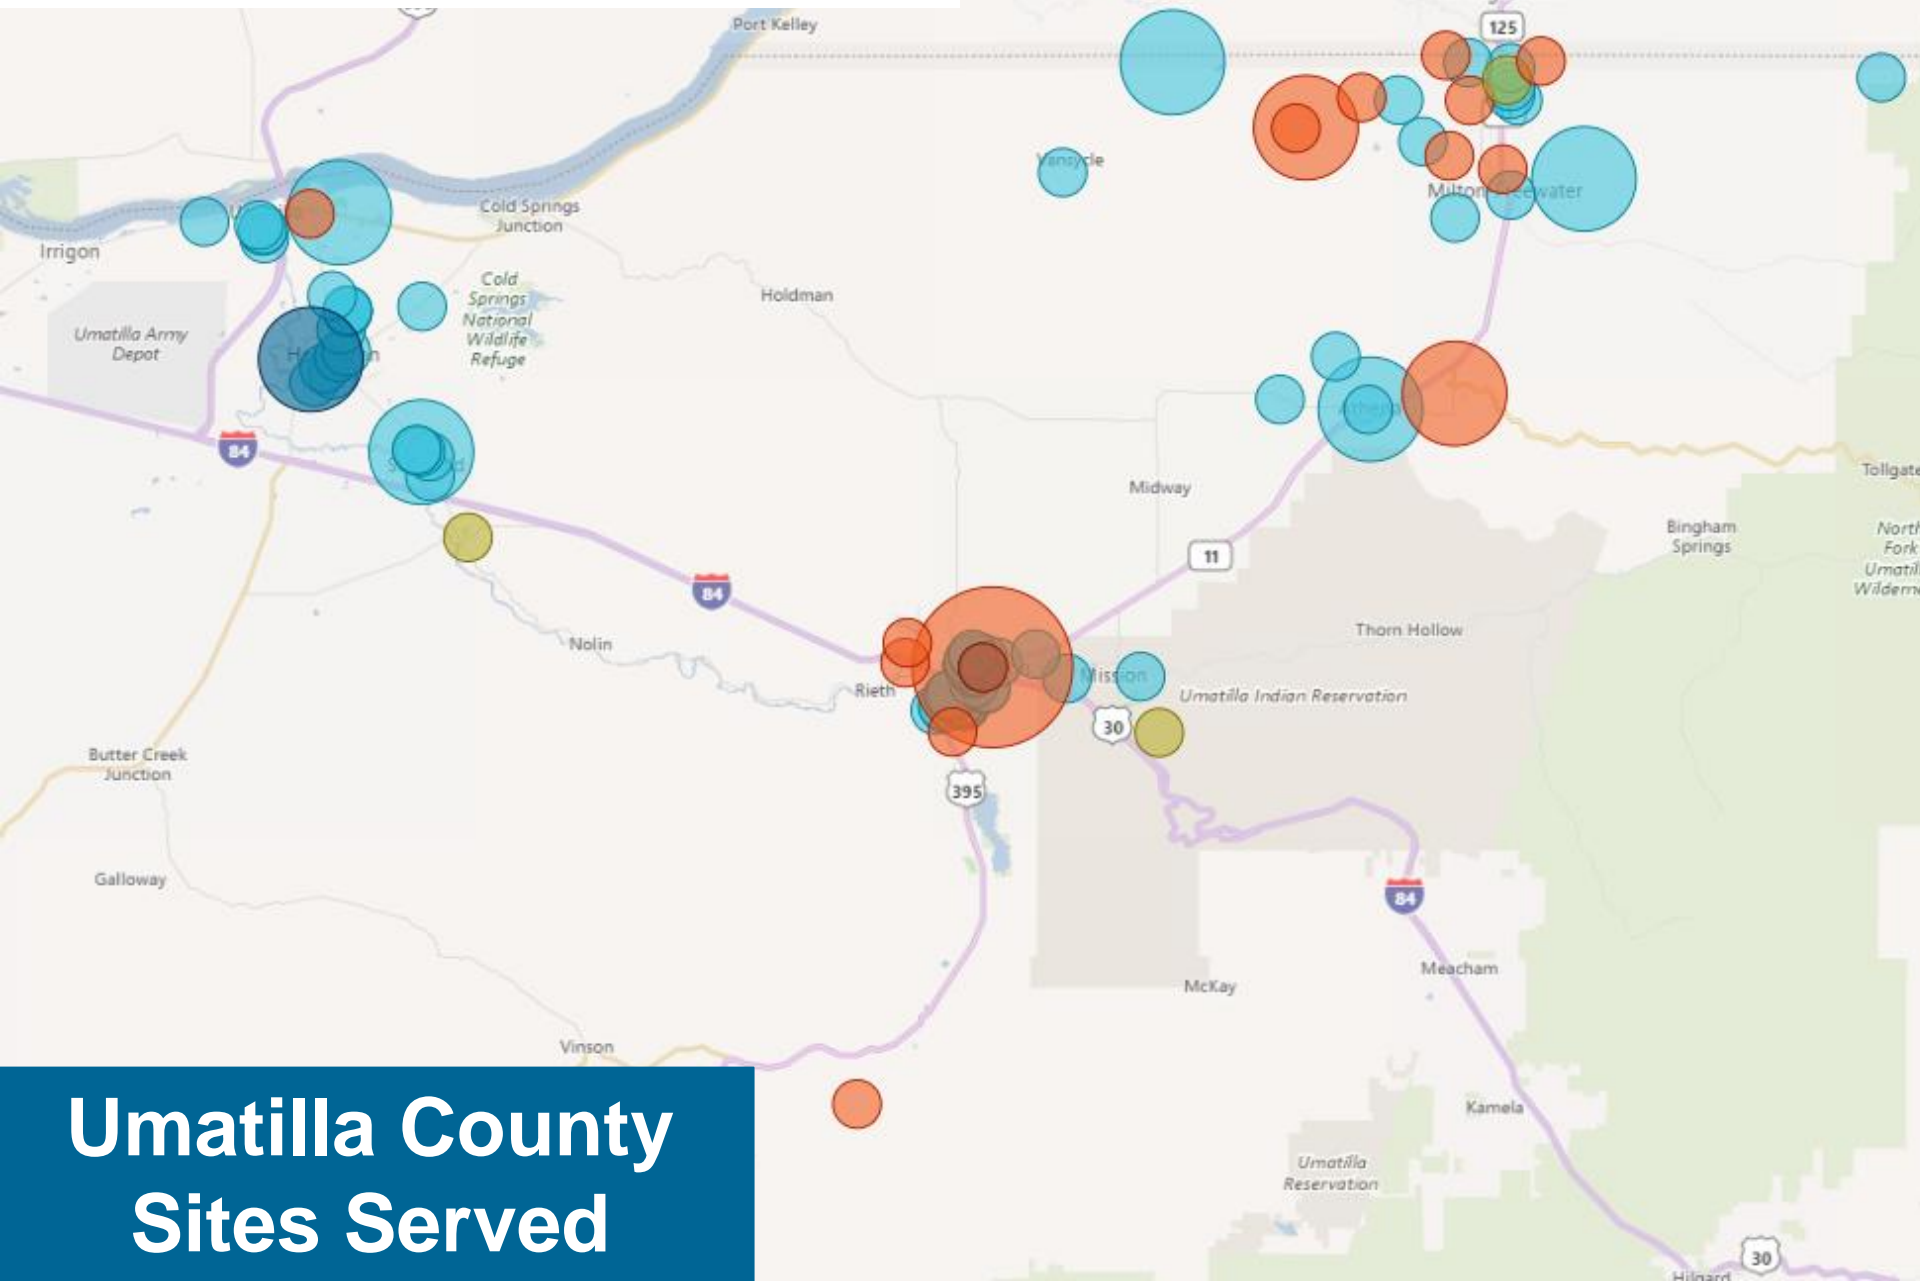 Port Kelley
125
Vansycle
Milton-Freewater
Cold Springs
Junction
Irrigon
Cold
Springs
National
Wildlife
Refuge
Holdman
Umatilla Army
Depot
84
Athena
Midway
Tollgate
Bingham
Springs
North
Fork
11
84
Nolin
Thorn Hollow
Rieth
Mission
Umatilla Indian Reservation
30
Butter Creek
Junction
395
Galloway
84
Meacham
McKay
Vinson
Kamela
Umatilla
Reservation
30
Hilgard
Umatilla County
Sites Served